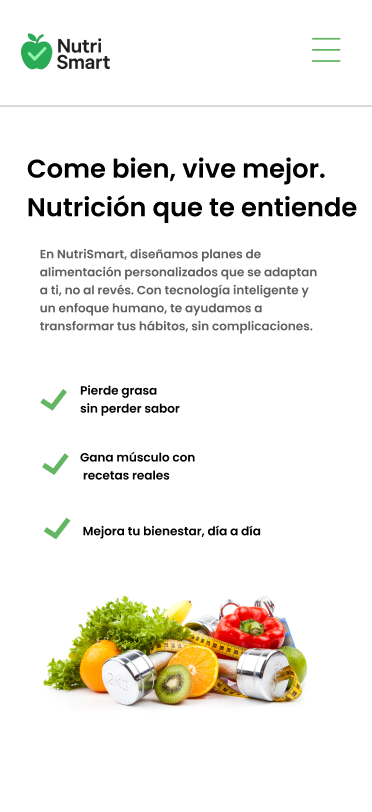 Nutri
Smart
Come bien, vive mejor.
Nutrición que te entiende
En NutriSmart, diseñamos planes de
alimentación personalizados que se adaptan
a ti, no al revés. Con tecnología inteligente y
un enfoque humano, te ayudamos a
transformar tus hábitos, sin complicaciones.
Pierde grasa
sin perder sabor
Gana músculo con
recetas reales
Mejora tu bienestar, día a día
2KG